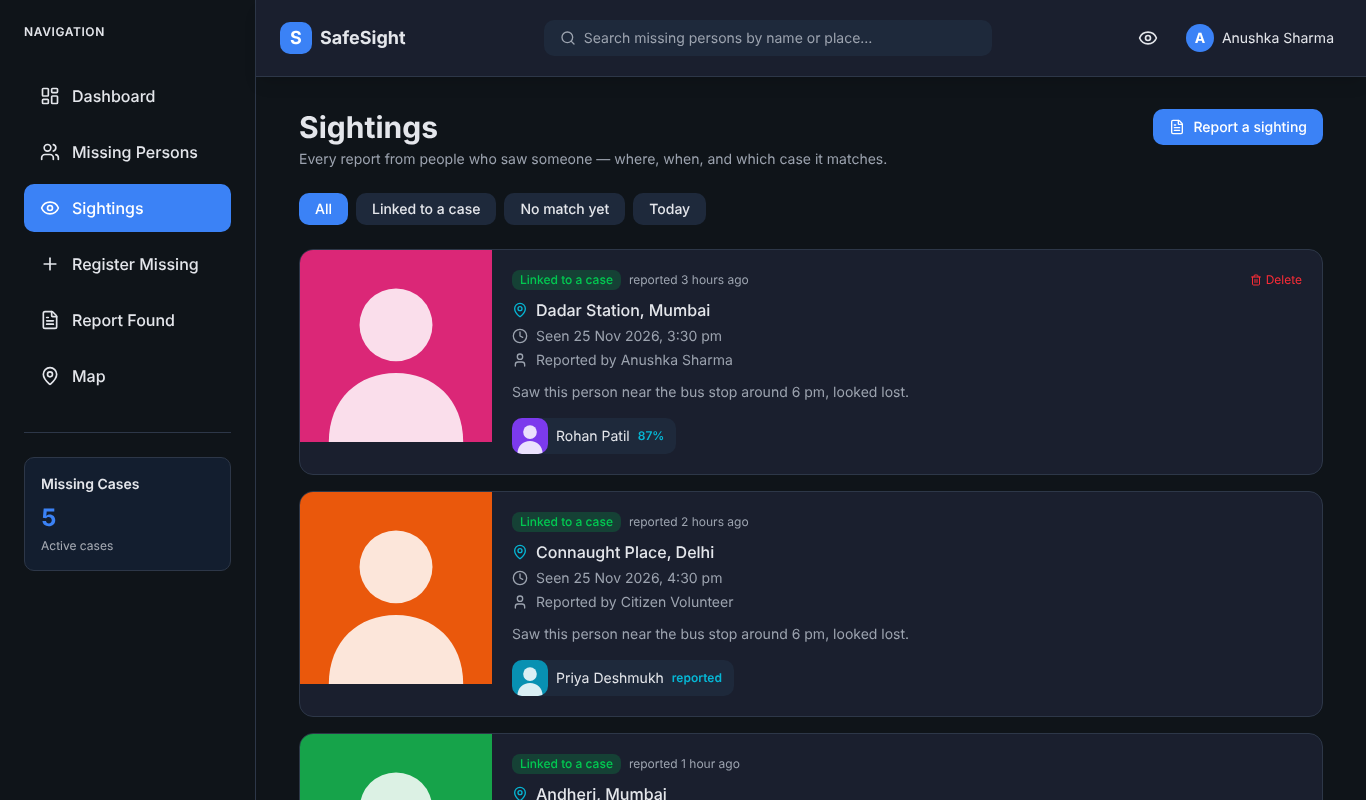 NAVIGATION
Dashboard
Missing Persons
Sightings
Register Missing
Report Found
Map
Missing Cases
5
Active cases
S SafeSight
Search missing persons by name or place...
A Anushka Sharma
Sightings
Report a sighting
Every report from people who saw someone — where, when, and which case it matches.
All Linked to a case No match yet Today
Linked to a case reported 3 hours ago Delete
Dadar Station, Mumbai
Seen 25 Nov 2026, 3:30 pm
Reported by Anushka Sharma
Saw this person near the bus stop around 6 pm, looked lost.
Rohan Patil 87%
Linked to a case reported 2 hours ago
Connaught Place, Delhi
Seen 25 Nov 2026, 4:30 pm
Reported by Citizen Volunteer
Saw this person near the bus stop around 6 pm, looked lost.
Priya Deshmukh reported
Linked to a case reported 1 hour ago
Andheri, Mumbai